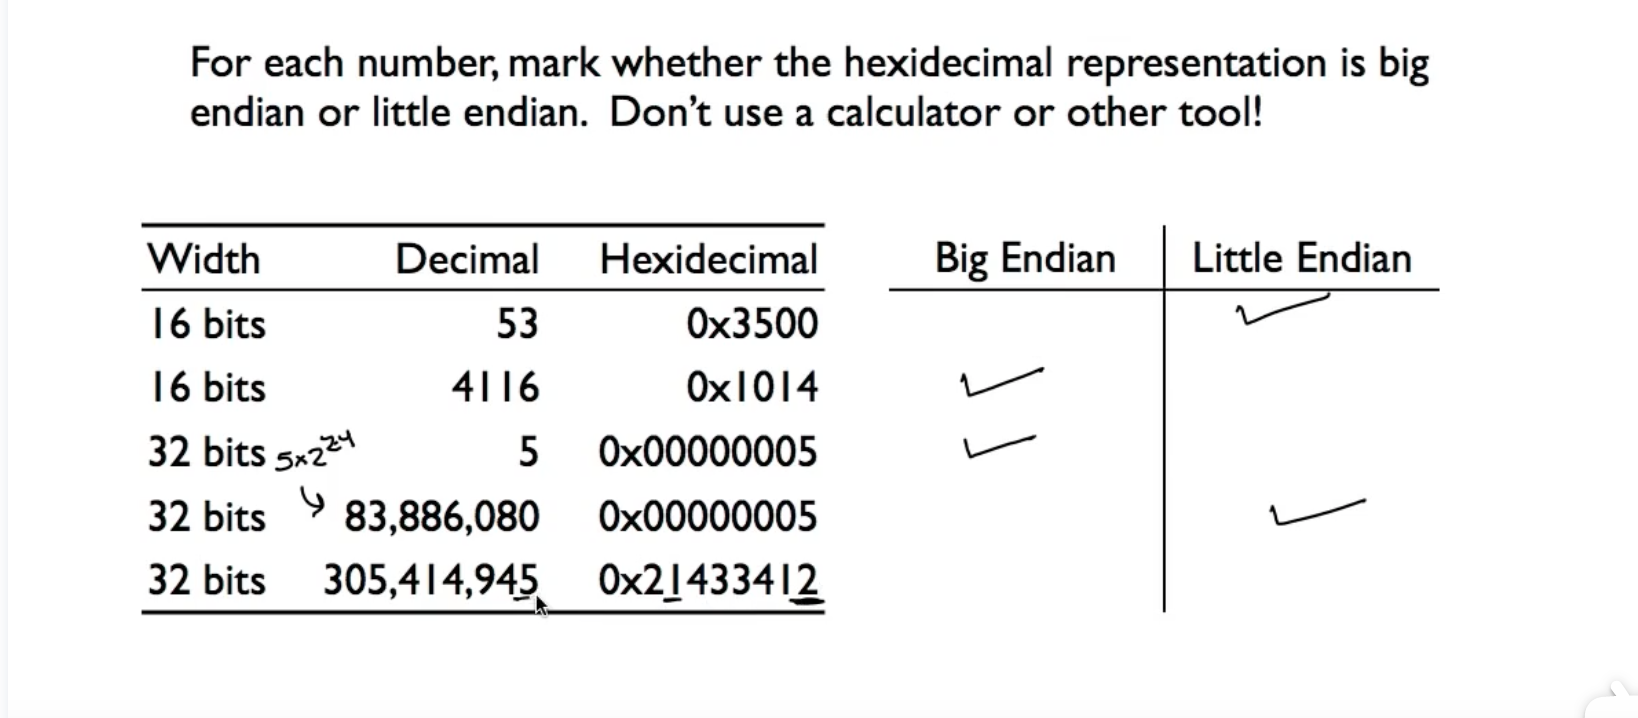 For each number, mark whether the hexidecimal representation is big
endian or little endian. Don't use a calculator or other tool!
Width Decimal Hexidecimal Big Endian Little Endian
16 bits 53 0x3500 ✓
16 bits 4116 0x1014 ✓
32 bits 5x2^24 5 0x00000005 ✓
32 bits ↳ 83,886,080 0x00000005 ✓
32 bits 305,414,945 0x21433412